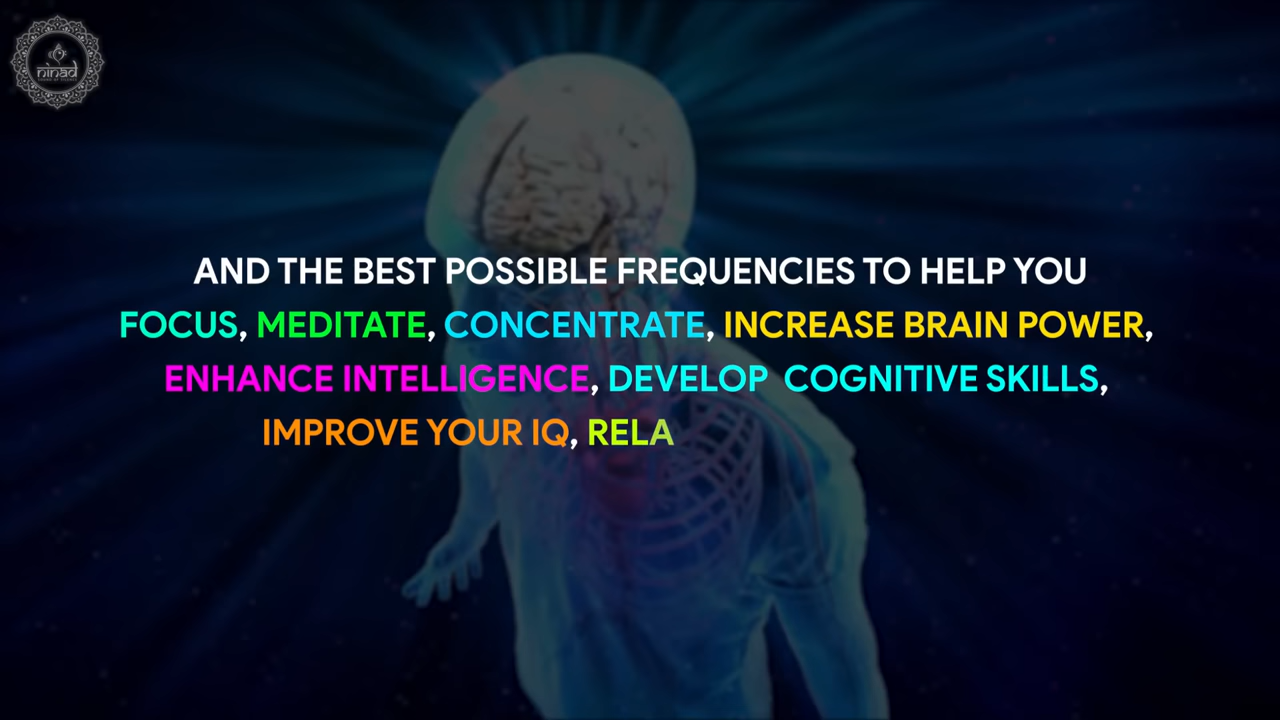 ninad
AND THE BEST POSSIBLE FREQUENCIES TO HELP YOU
FOCUS, MEDITATE, CONCENTRATE, INCREASE BRAIN POWER,
ENHANCE INTELLIGENCE, DEVELOP COGNITIVE SKILLS,
IMPROVE YOUR IQ, RELA